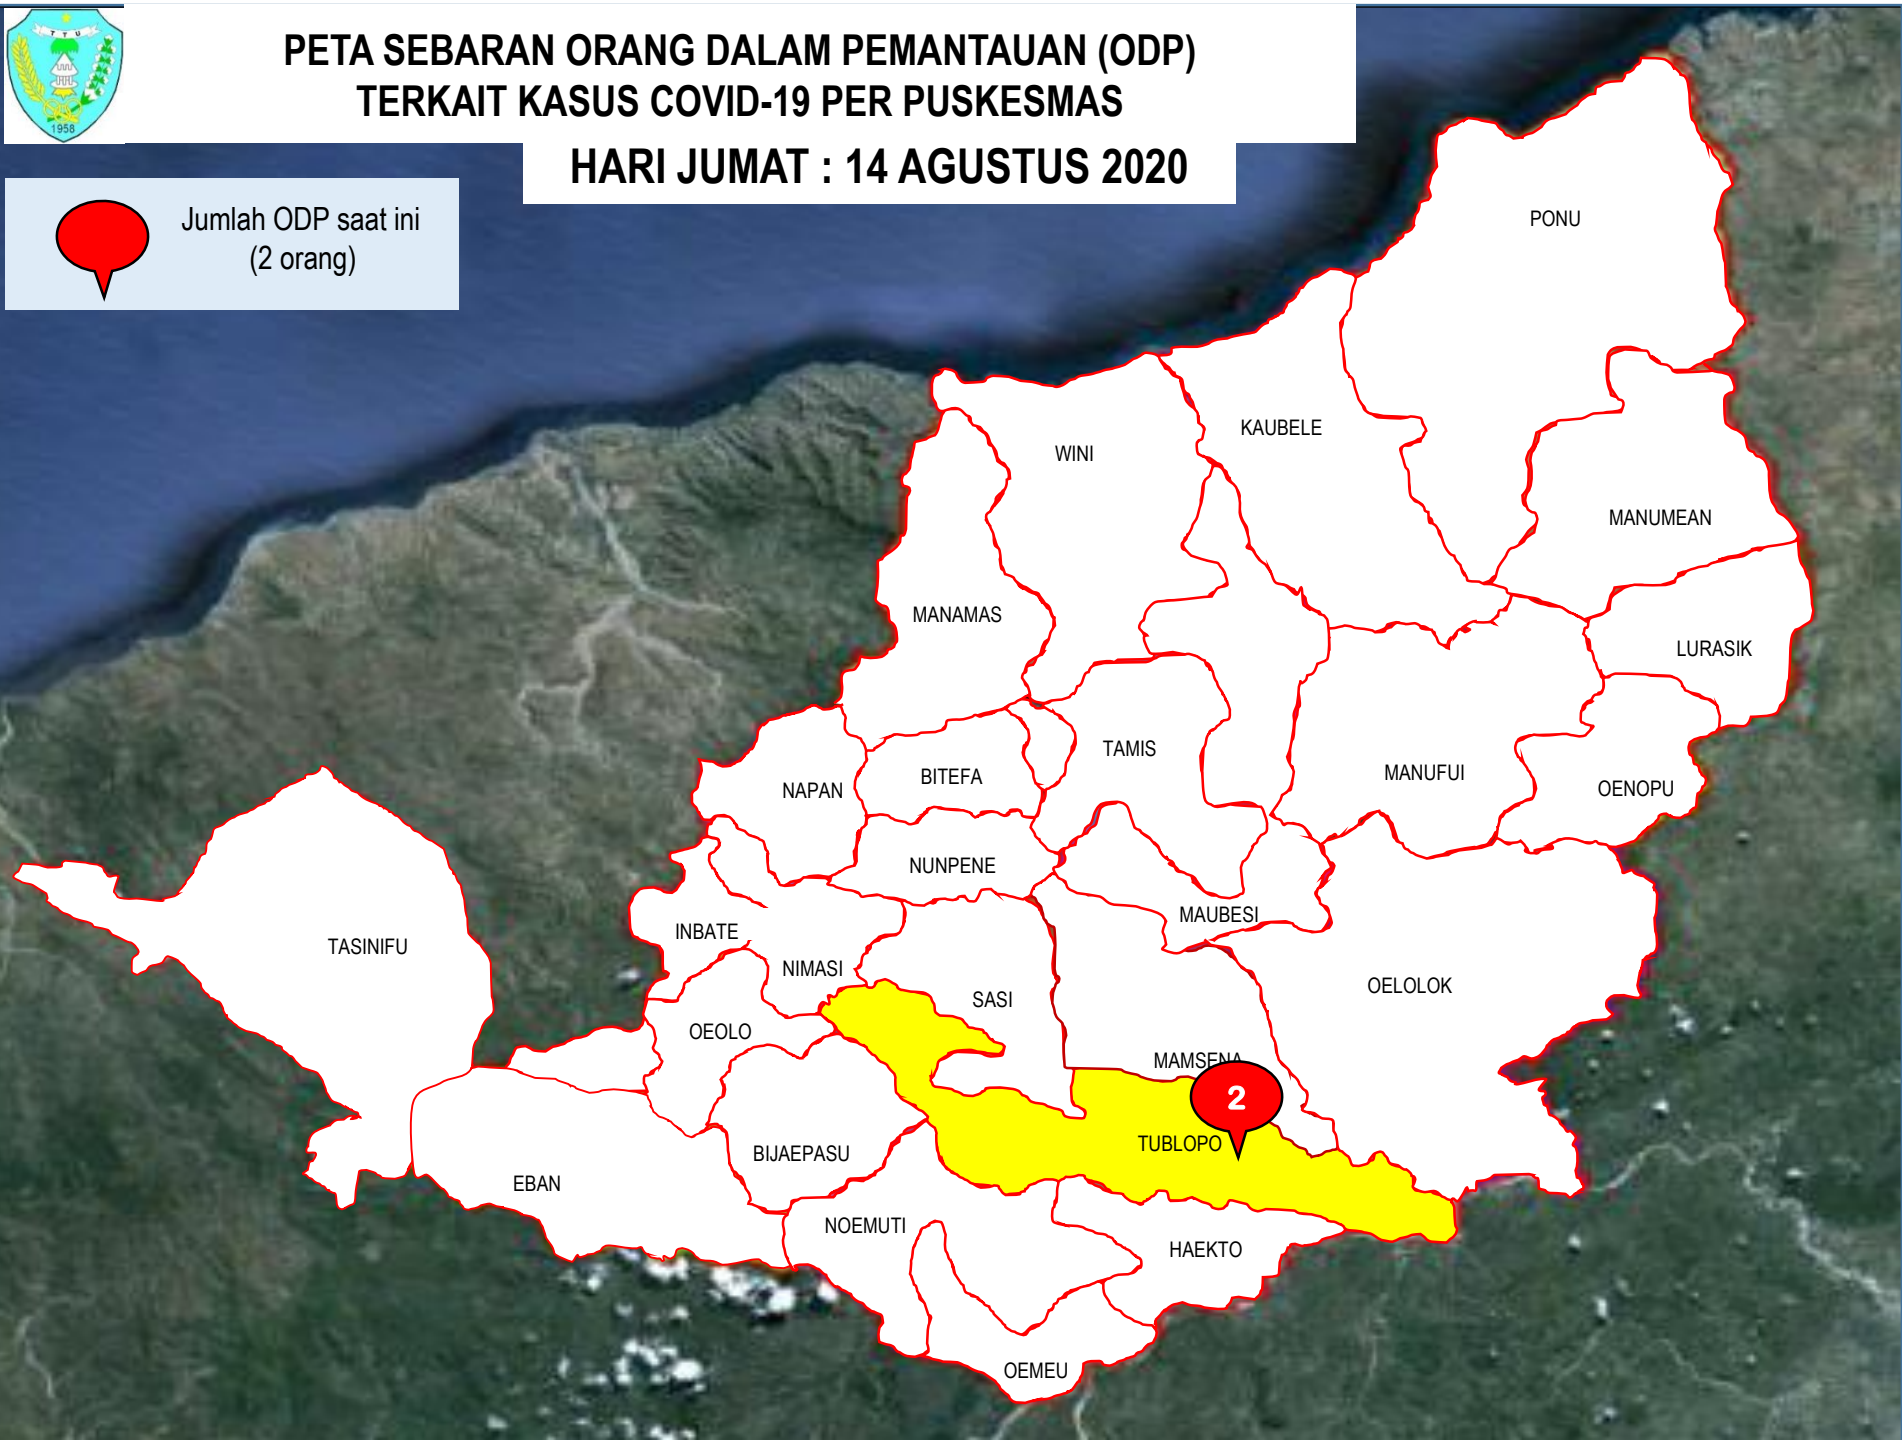 T T U
1958
PETA SEBARAN ORANG DALAM PEMANTAUAN (ODP)
TERKAIT KASUS COVID-19 PER PUSKESMAS
HARI JUMAT : 14 AGUSTUS 2020
Jumlah ODP saat ini
(2 orang)
PONU
KAUBELE
WINI
MANUMEAN
MANAMAS
LURASIK
TAMIS
MANUFUI
BITEFA
NAPAN
OENOPU
NUNPENE
MAUBESI
INBATE
TASINIFU
NIMASI
OELOLOK
SASI
OEOLO
MAMSENA
2
TUBLOPO
BIJAEPASU
EBAN
NOEMUTI
HAEKTO
OEMEU